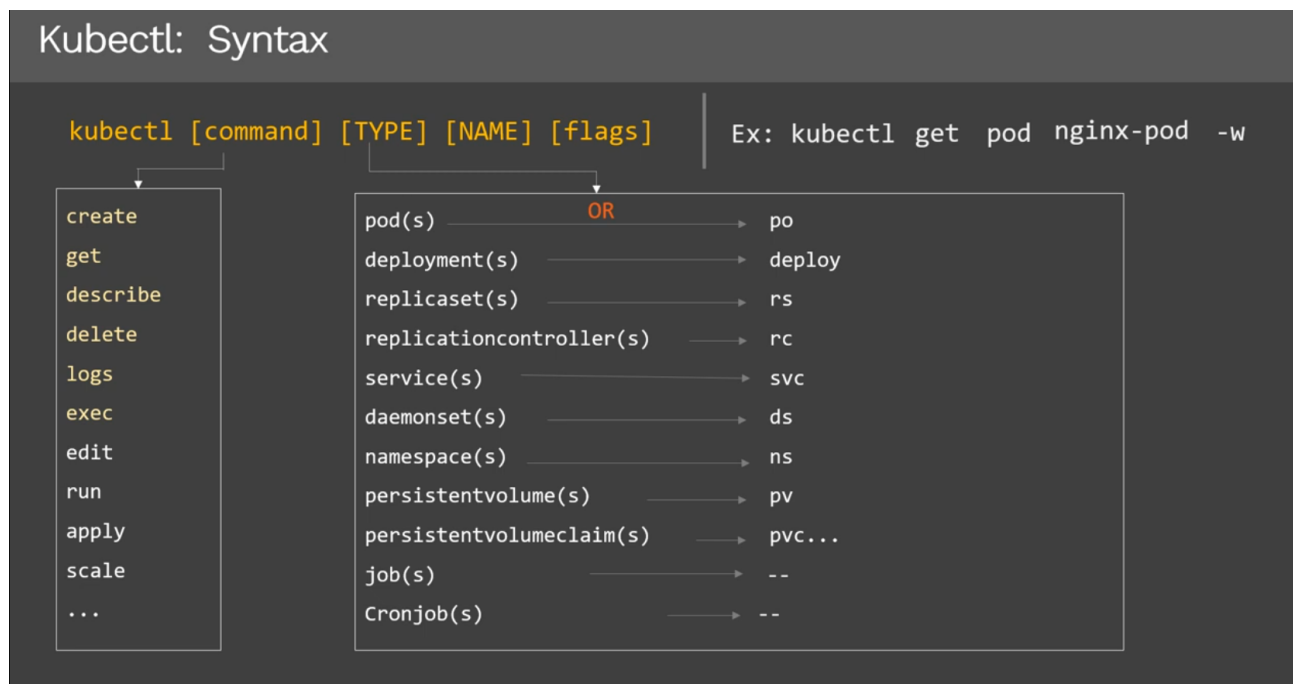 Kubectl: Syntax
kubectl [command] [TYPE] [NAME] [flags]
Ex: kubectl get pod nginx-pod -w
create
get
describe
delete
logs
exec
edit
run
apply
scale
...
OR
pod(s) po
deployment(s) deploy
replicaset(s) rs
replicationcontroller(s) rc
service(s) svc
daemonset(s) ds
namespace(s) ns
persistentvolume(s) pv
persistentvolumeclaim(s) pvc...
job(s) --
Cronjob(s) --